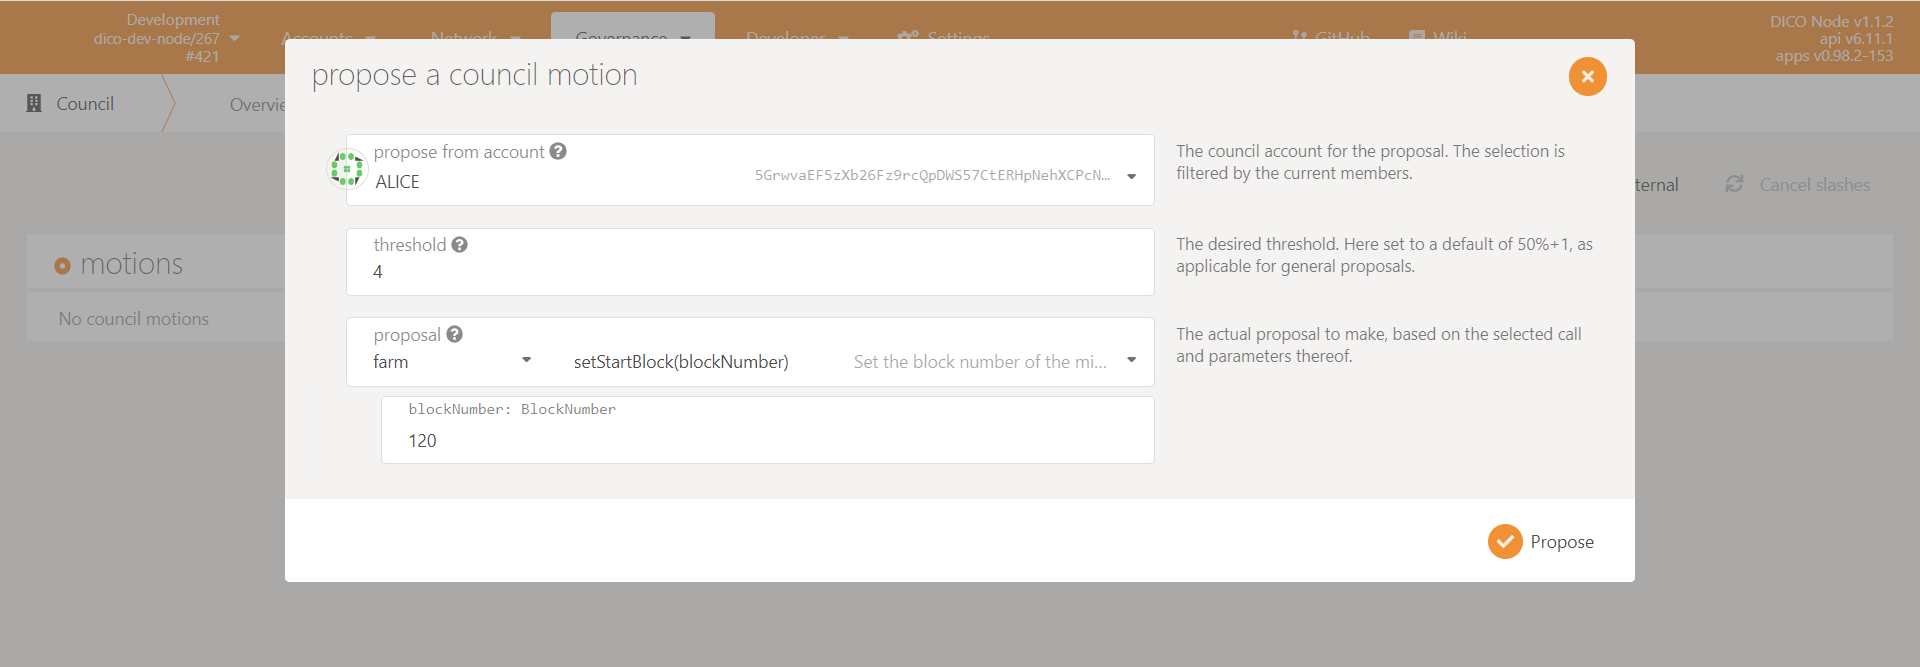 Development
dico-dev-node/267
#421
Accounts
Network
Governance
Developer
Settings
GitHub
Wiki
DICO Node v1.1.2
api v6.11.1
apps v0.98.2-153
Council
Overvie
propose a council motion
propose from account
ALICE
5GrwvaEF5zXb26Fz9rcQpDWS57CtERHpNehXCPcN…
The council account for the proposal. The selection is
filtered by the current members.
ternal
Cancel slashes
threshold
4
The desired threshold. Here set to a default of 50%+1, as
applicable for general proposals.
motions
No council motions
proposal
farm
setStartBlock(blockNumber)
Set the block number of the mi...
The actual proposal to make, based on the selected call
and parameters thereof.
blockNumber: BlockNumber
120
Propose